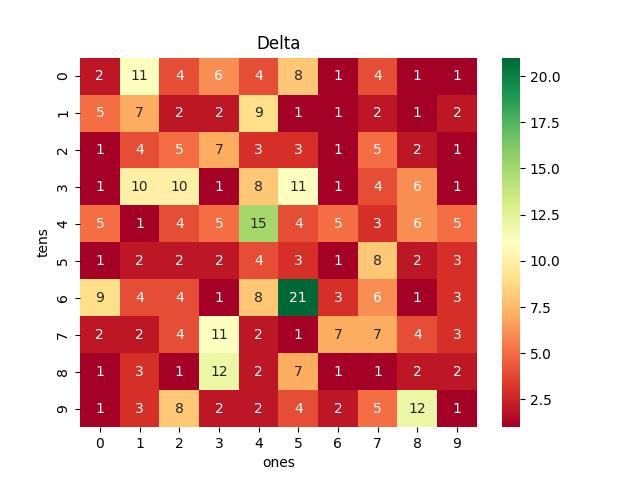 Delta
0 2 11 4 6 4 8 1 4 1 1 20.0
1 5 7 2 2 9 1 1 2 1 2 17.5
2 1 4 5 7 3 3 1 5 2 1 15.0
3 1 10 10 1 8 11 1 4 6 1 12.5
4 5 1 4 5 15 4 5 3 6 5 10.0
tens
5 1 2 2 2 4 3 1 8 2 3
6 9 4 4 1 8 21 3 6 1 3 7.5
7 2 2 4 11 2 1 7 7 4 3 5.0
8 1 3 1 12 2 7 1 1 2 2 2.5
9 1 3 8 2 2 4 2 5 12 1
0 1 2 3 4 5 6 7 8 9
ones